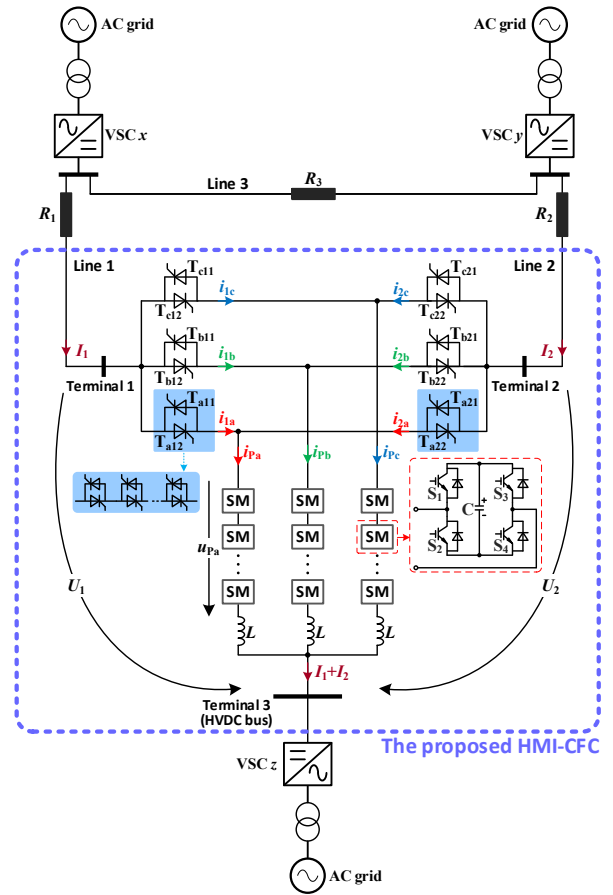 AC grid
AC grid
VSC x
VSC y
Line 3
R3
R1
R2
Line 1
Line 2
Tc11
Tc21
i1c
i2c
Tc12
Tc22
Tb11
Tb21
I1
i1b
i2b
I2
Terminal 1
Tb12
Tb22
Terminal 2
Ta11
Ta21
i1a
i2a
Ta12
Ta22
iPa
iPb
iPc
SM
SM
SM
S1
C
+
-
S3
SM
SM
SM
S2
S4
uPa
U1
U2
SM
SM
SM
L
L
L
I1+I2
Terminal 3
(HVDC bus)
The proposed HMI-CFC
VSC z
AC grid